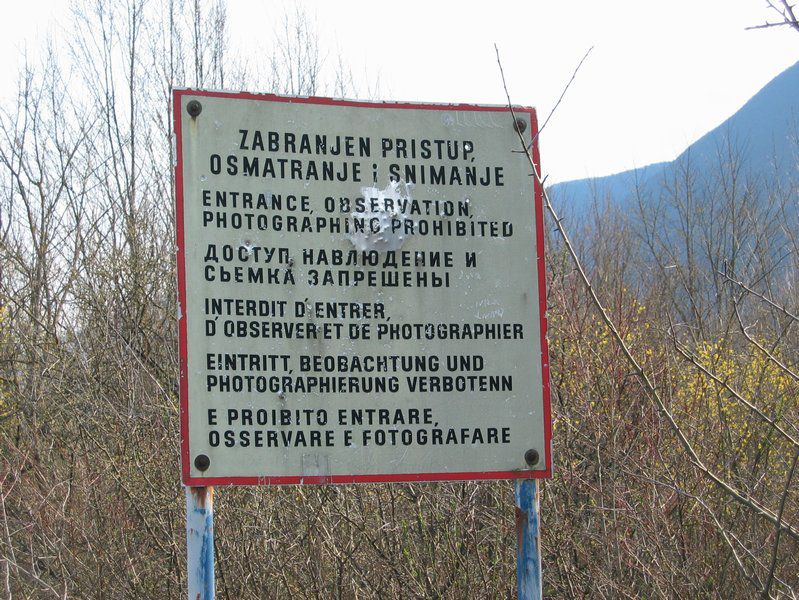 ZABRANJEN PRISTUP,
OSMATRANJE i SNIMANJE
ENTRANCE, OBSERVATION,
PHOTOGRAPHING PROHIBITED
ДОСТУП, НАВЛЮДЕНИЕ И
СЬЕМКА ЗАПРЕШЕНЫ
INTERDIT D'ENTRER,
D'OBSERVER ET DE PHOTOGRAPHIER
EINTRITT, BEOBACHTUNG UND
PHOTOGRAPHIERUNG VERBOTENN
E PROIBITO ENTRARE,
OSSERVARE E FOTOGRAFARE